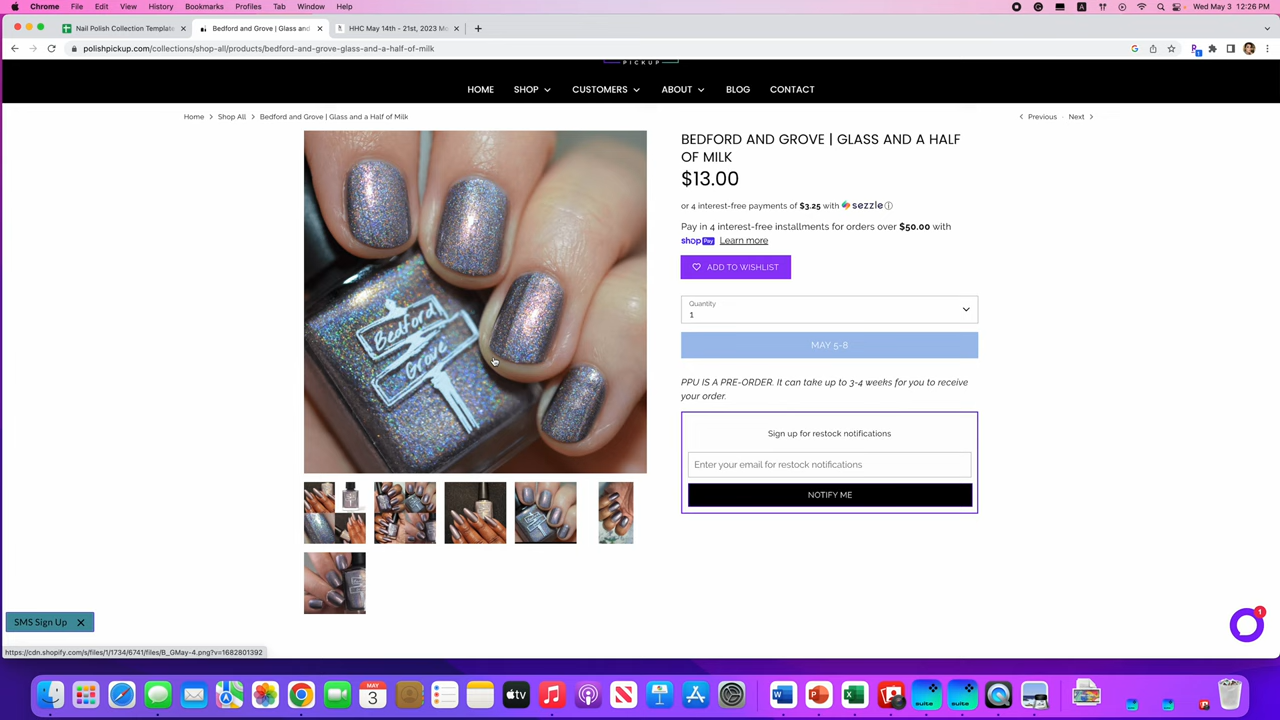 Chrome File Edit View History Bookmarks Profiles Tab Window Help Wed May 3 12:26 PM
Nail Polish Collection Template
Bedford and Grove | Glass and
HHC May 14th - 21st, 2023 M
polishpickup.com/collections/shop-all/products/bedford-and-grove-glass-and-a-half-of-milk
PICKUP
HOME SHOP CUSTOMERS ABOUT BLOG CONTACT
Home > Shop All > Bedford and Grove | Glass and a Half of Milk
Previous · Next
BEDFORD AND GROVE | GLASS AND A HALF
OF MILK
$13.00
or 4 interest-free payments of $3.25 with sezzle
Pay in 4 interest-free installments for orders over $50.00 with
shop Pay Learn more
ADD TO WISHLIST
Quantity
1
MAY 5-8
PPU IS A PRE-ORDER. It can take up to 3-4 weeks for you to receive
your order.
Sign up for restock notifications
Enter your email for restock notifications
NOTIFY ME
Bedford
Grove
SMS Sign Up
1
https://cdn.shopify.com/s/files/1/1734/6741/files/B_GMay-4.png?v=1682801392
MAY
3
tv
suite
suite